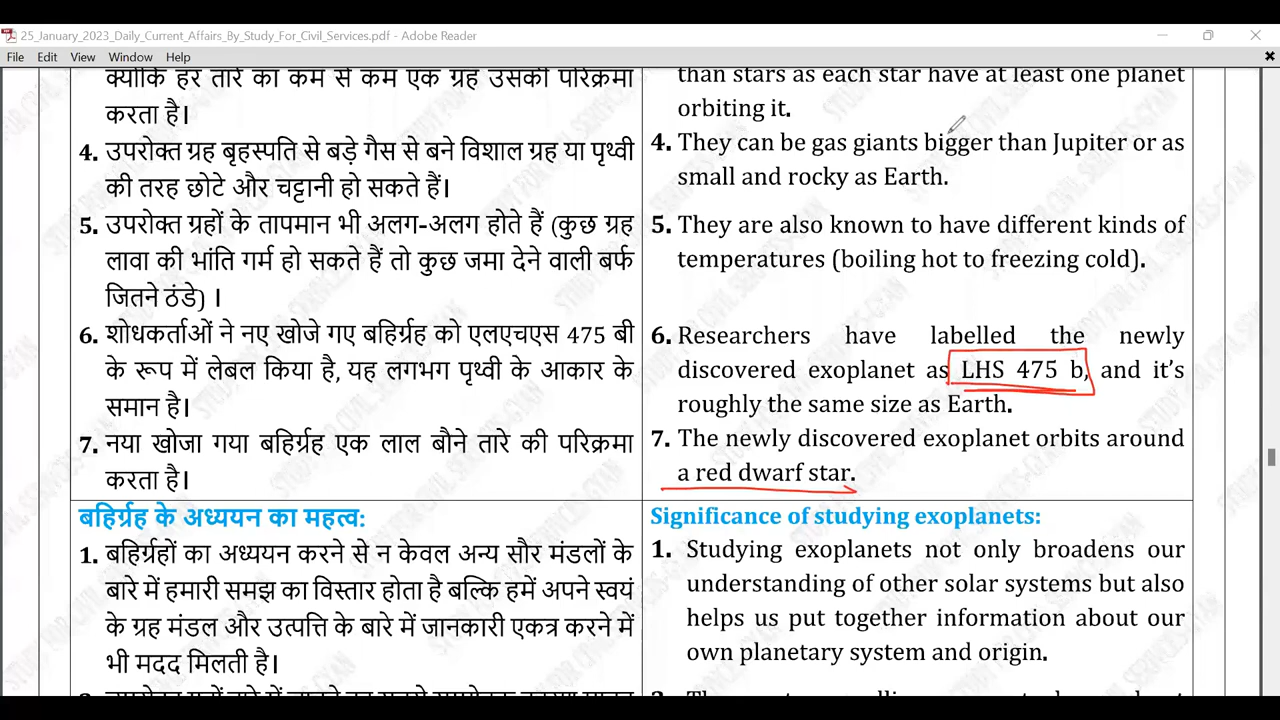 25_January_2023_Daily_Current_Affairs_By_Study_For_Civil_Services.pdf - Adobe Reader
File Edit View Window Help
क्योंकि हर तारे का कम से कम एक ग्रह उसकी परिक्रमा
करता है।
4. उपरोक्त ग्रह बृहस्पति से बड़े गैस से बने विशाल ग्रह या पृथ्वी
की तरह छोटे और चट्टानी हो सकते हैं।
5. उपरोक्त ग्रहों के तापमान भी अलग-अलग होते हैं (कुछ ग्रह
लावा की भांति गर्म हो सकते हैं तो कुछ जमा देने वाली बर्फ
जितने ठंडे) ।
6. शोधकर्ताओं ने नए खोजे गए बहिर्ग्रह को एलएचएस 475 बी
के रूप में लेबल किया है, यह लगभग पृथ्वी के आकार के
समान है।
7. नया खोजा गया बहिर्ग्रह एक लाल बौने तारे की परिक्रमा
करता है।
बहिर्ग्रह के अध्ययन का महत्व:
1. बहिर्ग्रहों का अध्ययन करने से न केवल अन्य सौर मंडलों के
बारे में हमारी समझ का विस्तार होता है बल्कि हमें अपने स्वयं
के ग्रह मंडल और उत्पत्ति के बारे में जानकारी एकत्र करने में
भी मदद मिलती है।
than stars as each star have at least one planet
orbiting it.
4. They can be gas giants bigger than Jupiter or as
small and rocky as Earth.
5. They are also known to have different kinds of
temperatures (boiling hot to freezing cold).
6. Researchers have labelled the newly
discovered exoplanet as LHS 475 b, and it's
roughly the same size as Earth.
7. The newly discovered exoplanet orbits around
a red dwarf star.
Significance of studying exoplanets:
1. Studying exoplanets not only broadens our
understanding of other solar systems but also
helps us put together information about our
own planetary system and origin.